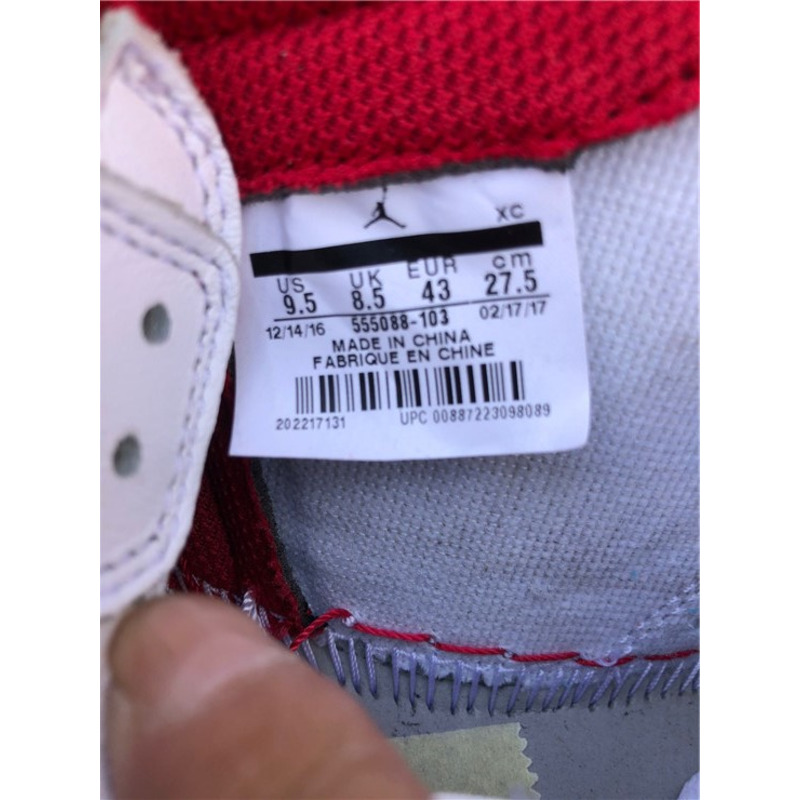 XC
US UK EUR cm
9.5 8.5 43 27.5
12/14/16 555088-103 02/17/17
MADE IN CHINA
FABRIQUE EN CHINE
202217131 UPC 00887223098089